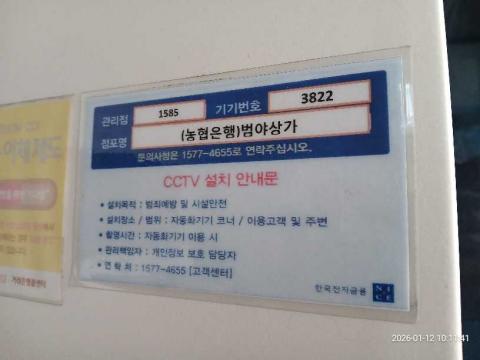 관리점 1585 기기번호 3822
점포명 (농협은행)범야상가
문의사항은 1577-4655로 연락주십시오.
CCTV 설치 안내문
• 설치목적 : 범죄예방 및 시설안전
• 설치장소 / 범위 : 자동화기기 코너 / 이용고객 및 주변
• 촬영시간 : 자동화기기 이용 시
• 관리책임자 : 개인정보 보호 담당자
• 연 락 처 : 1577-4655 [고객센터]
한국전자금융 NICE
2026-01-12 10:11:41